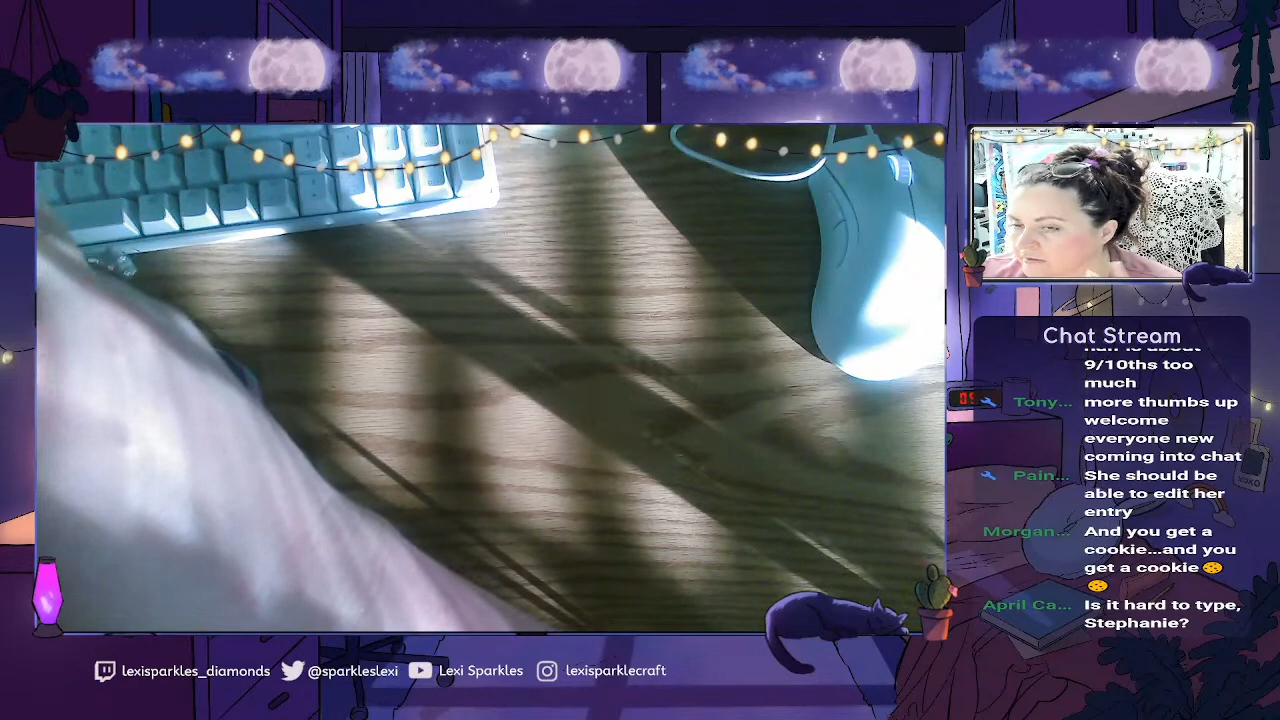 Chat Stream
9/10ths too
much
Tony... more thumbs up
welcome
everyone new
coming into chat
Pain... She should be
able to edit her
entry
Morgan... And you get a
cookie...and you
get a cookie 🍪
🍪
April Ca... Is it hard to type,
Stephanie?
XOXO
lexisparkles_diamonds @sparkleslexi Lexi Sparkles lexisparklecraft